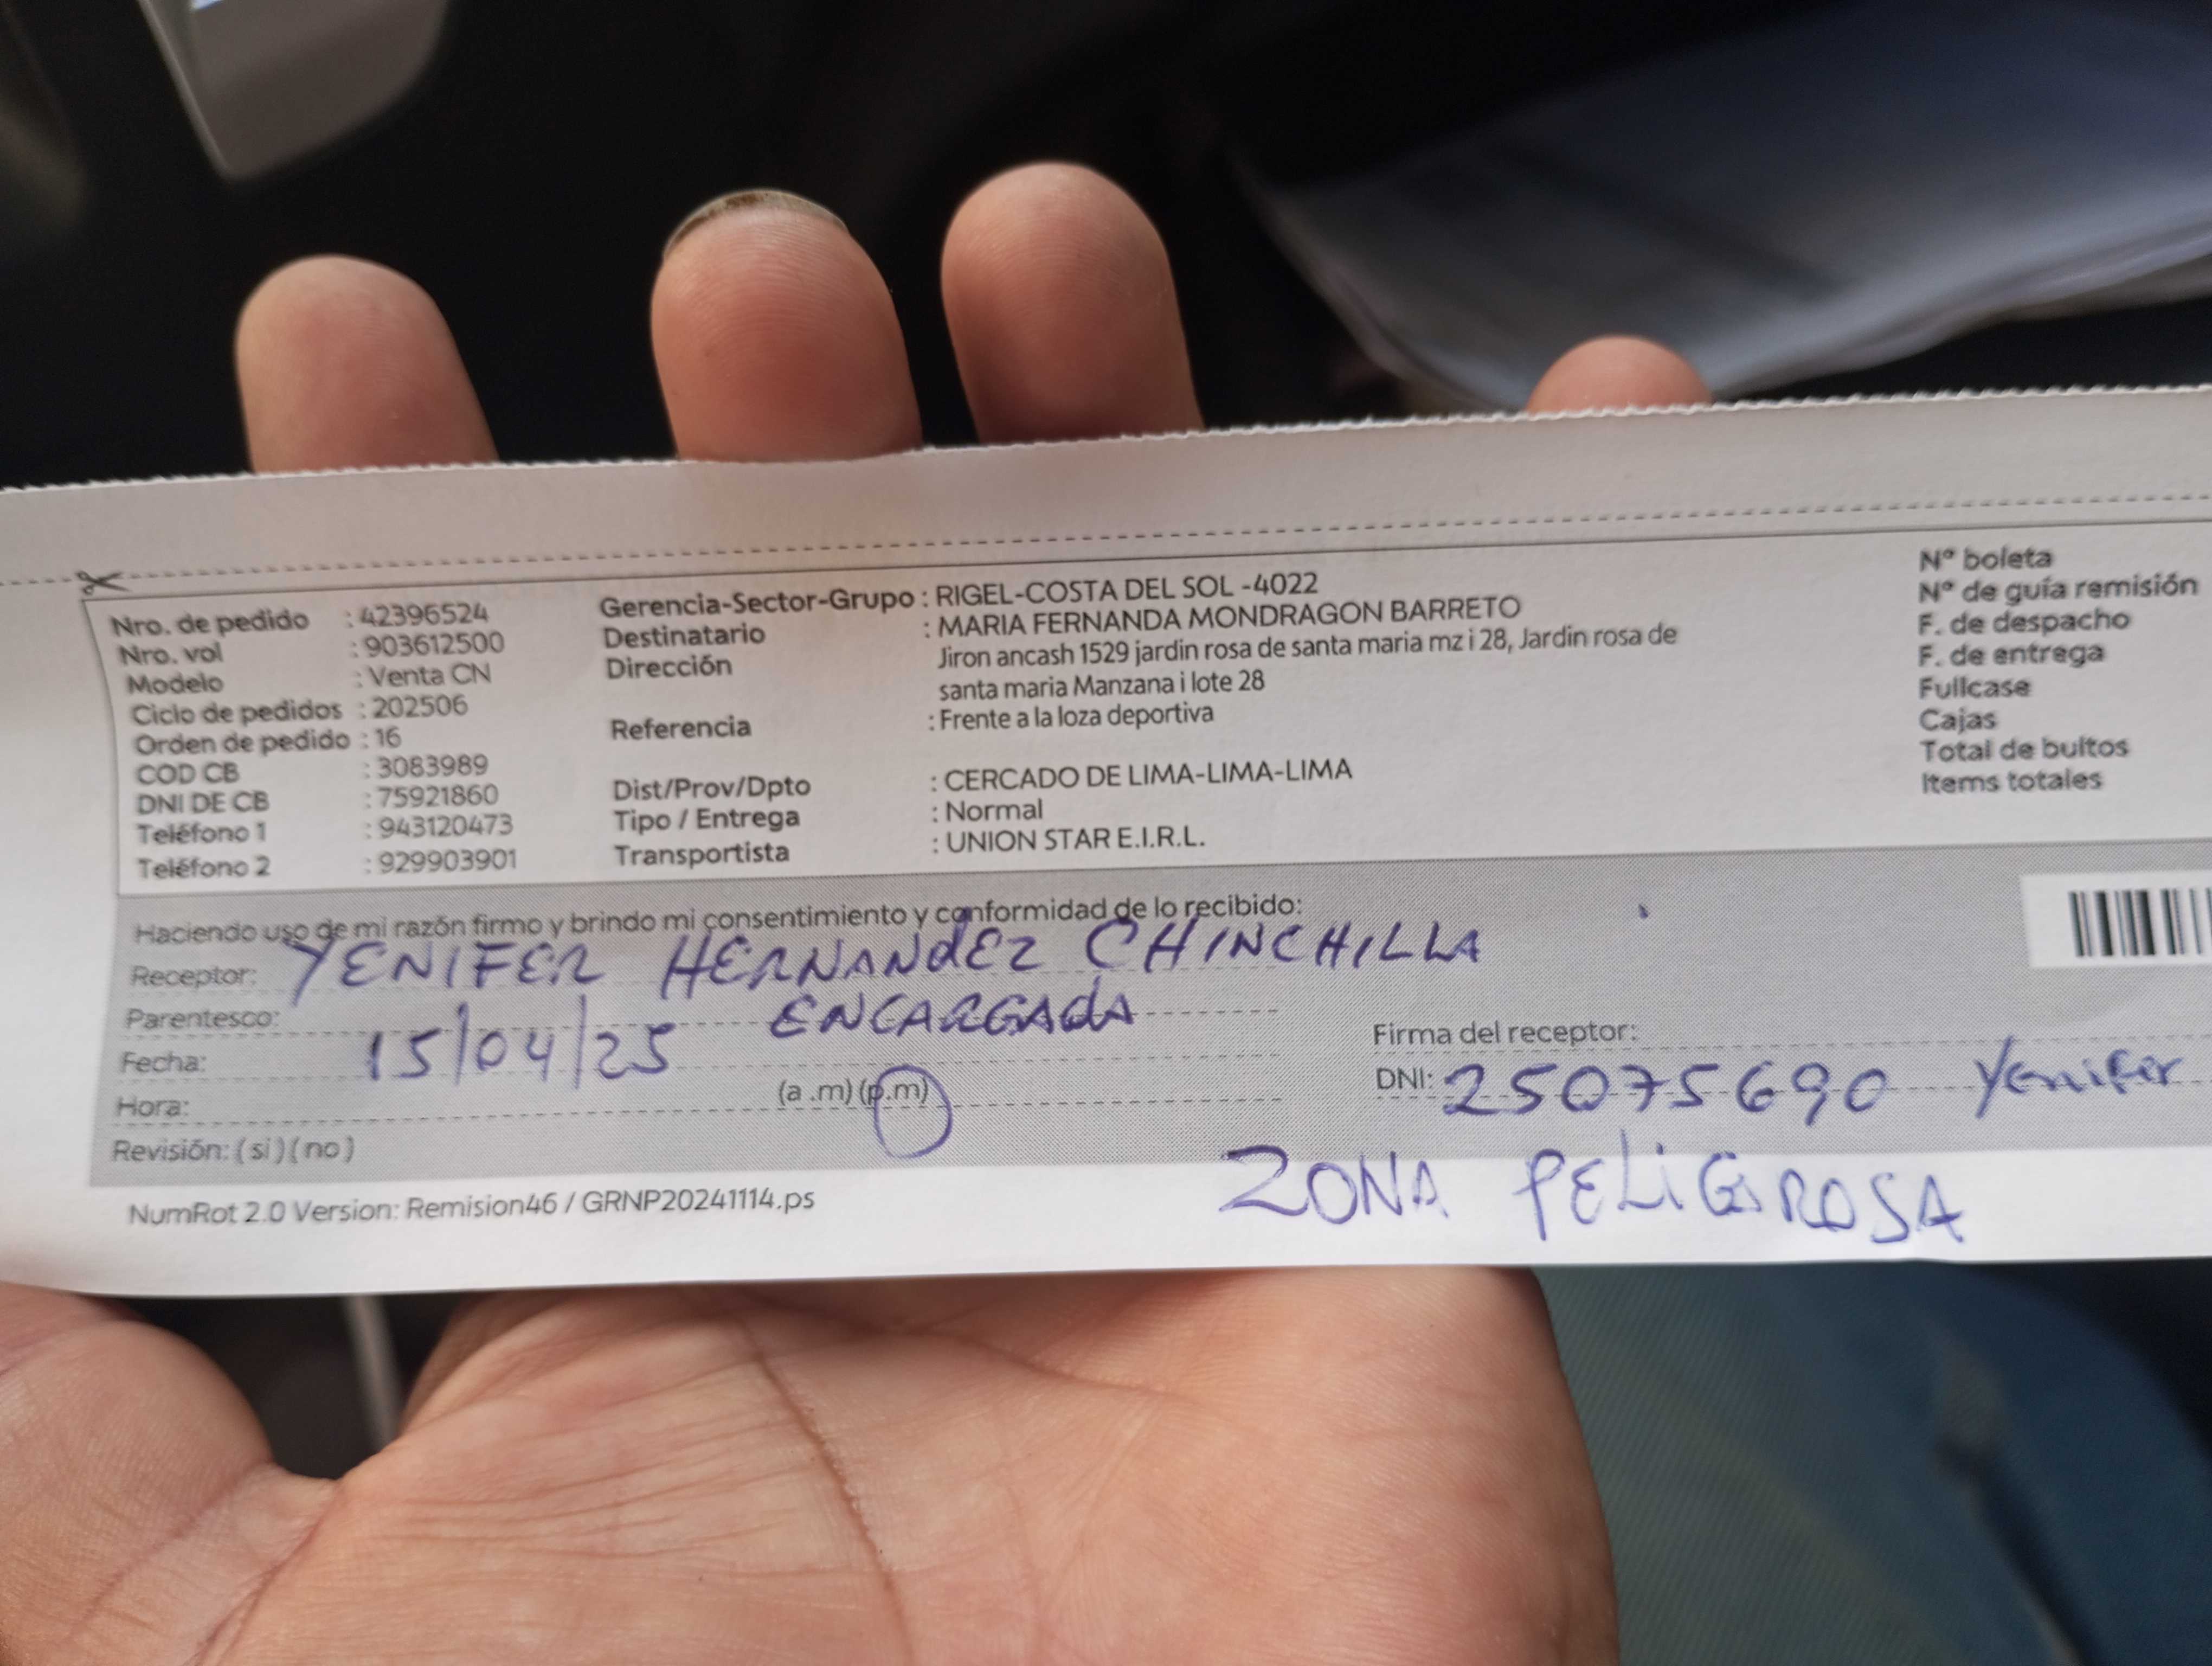 Nro. de pedido : 42396524
Nro. vol : 903612500
Modelo : Venta CN
Ciclo de pedidos : 202506
Orden de pedido : 16
COD CB : 3083989
DNI DE CB : 75921860
Teléfono 1 : 943120473
Teléfono 2 : 929903901
Gerencia-Sector-Grupo : RIGEL-COSTA DEL SOL -4022
Destinatario : MARIA FERNANDA MONDRAGON BARRETO
Dirección Jiron ancash 1529 jardin rosa de santa maria mz i 28, Jardin rosa de
santa maria Manzana i lote 28
Referencia : Frente a la loza deportiva
Dist/Prov/Dpto : CERCADO DE LIMA-LIMA-LIMA
Tipo / Entrega : Normal
Transportista : UNION STAR E.I.R.L.
Nº boleta
Nº de guía remisión
F. de despacho
F. de entrega
Fullcase
Cajas
Total de bultos
Items totales
Haciendo uso de mi razón firmo y brindo mi consentimiento y conformidad de lo recibido:
Receptor: YENIFER HERNANDEZ CHINCHILLA
Parentesco: ENCARGADA
Fecha: 15/04/25
Hora: (a .m) (p.m)
Revisión: ( si ) ( no )
Firma del receptor:
DNI: 25075690 Yenifer
ZONA PELIGROSA
NumRot 2.0 Version: Remision46 / GRNP20241114.ps